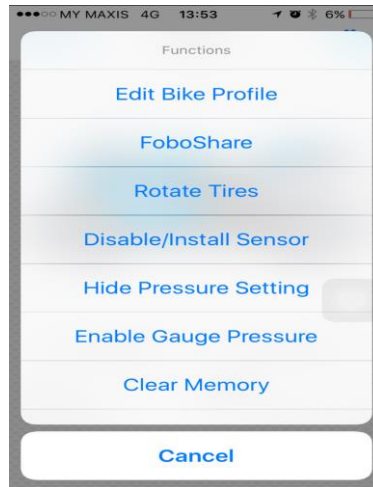 MY MAXIS 4G 13:53 6%
Functions
Edit Bike Profile
FoboShare
Rotate Tires
Disable/Install Sensor
Hide Pressure Setting
Enable Gauge Pressure
Clear Memory
Cancel